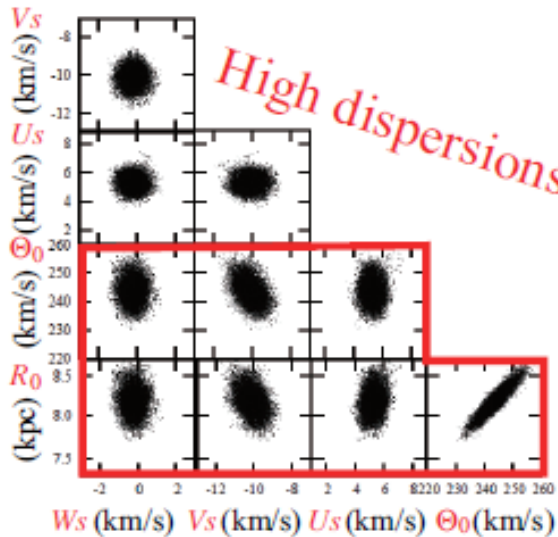 Vs (km/s)
-8
-10
-12
High dispersions
Us (km/s)
8
6
4
2
Θ₀ (km/s)
260
250
240
230
220
R₀ (kpc)
8.5
8.0
7.5
-2 0 2 -12 -10 -8 2 4 6 8 220 230 240 250 260
Ws (km/s) Vs (km/s) Us (km/s) Θ₀ (km/s)